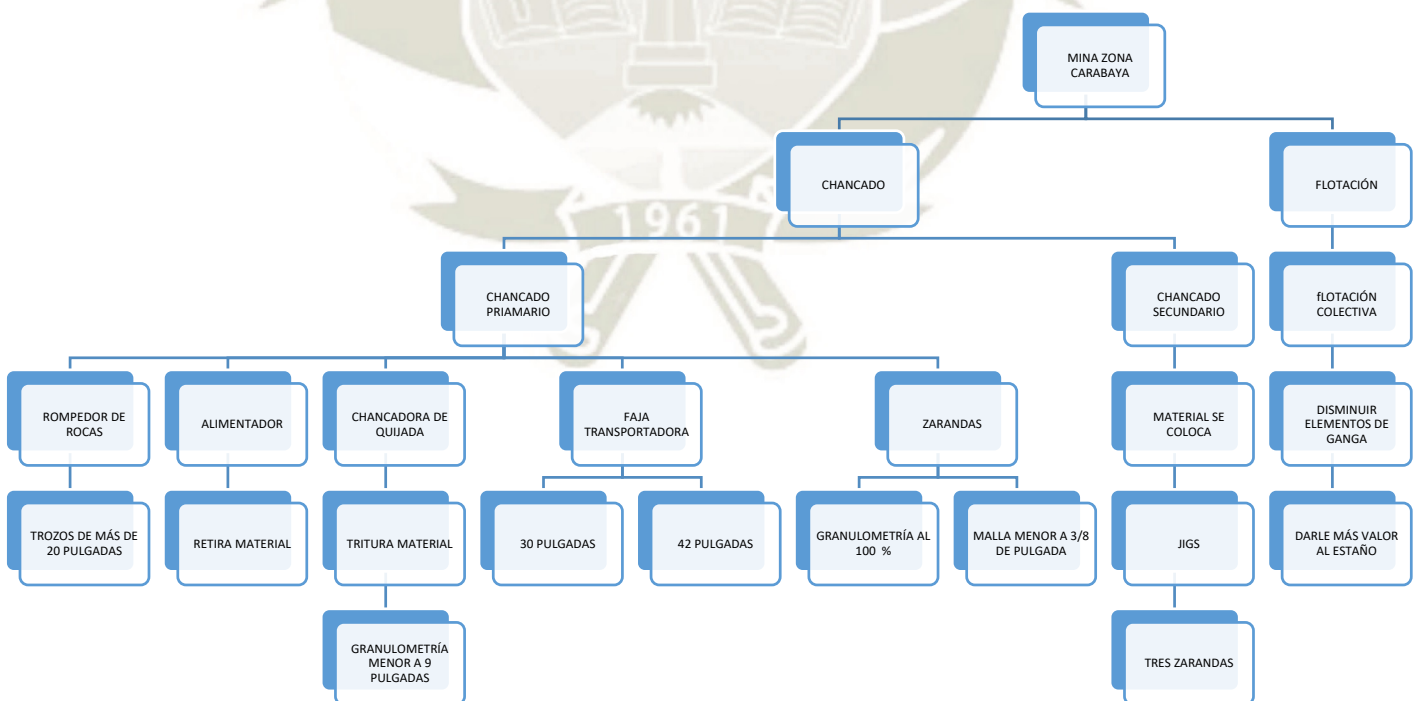 MINA ZONA
CARABAYA
CHANCADO
FLOTACIÓN
1961
CHANCADO
PRIAMARIO
CHANCADO
SECUNDARIO
fLOTACIÓN
COLECTIVA
ROMPEDOR DE
ROCAS
ALIMENTADOR
CHANCADORA DE
QUIJADA
FAJA
TRANSPORTADORA
ZARANDAS
MATERIAL SE
COLOCA
DISMINUIR
ELEMENTOS DE
GANGA
TROZOS DE MÁS DE
20 PULGADAS
RETIRA MATERIAL
TRITURA MATERIAL
30 PULGADAS
42 PULGADAS
GRANULOMETRÍA AL
100 %
MALLA MENOR A 3/8
DE PULGADA
JIGS
DARLE MÁS VALOR
AL ESTAÑO
GRANULOMETRÍA
MENOR A 9
PULGADAS
TRES ZARANDAS